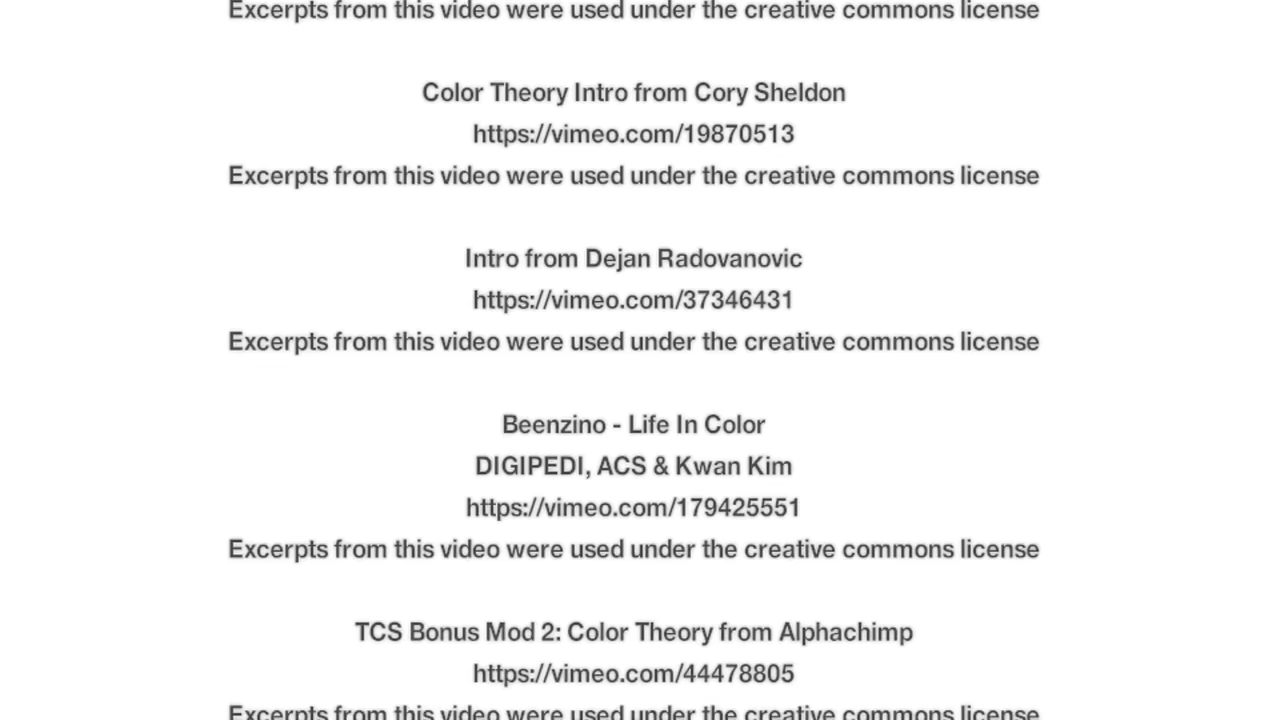 Excerpts from this video were used under the creative commons license
Color Theory Intro from Cory Sheldon
https://vimeo.com/19870513
Excerpts from this video were used under the creative commons license
Intro from Dejan Radovanovic
https://vimeo.com/37346431
Excerpts from this video were used under the creative commons license
Beenzino - Life In Color
DIGIPEDI, ACS & Kwan Kim
https://vimeo.com/179425551
Excerpts from this video were used under the creative commons license
TCS Bonus Mod 2: Color Theory from Alphachimp
https://vimeo.com/44478805
Excerpts from this video were used under the creative commons license